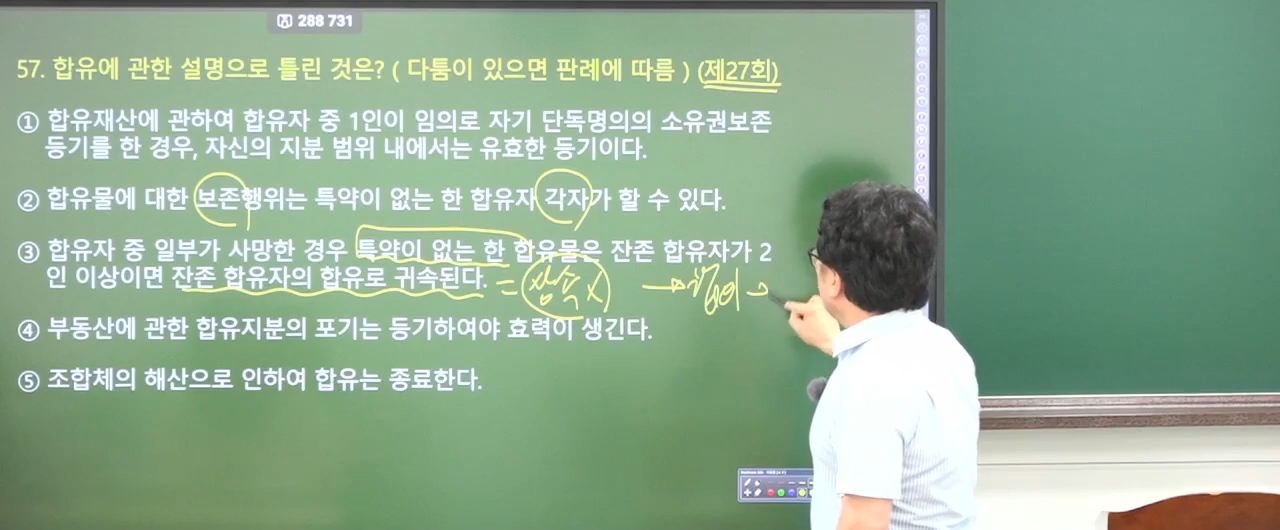 288 731
57. 합유에 관한 설명으로 틀린 것은? ( 다툼이 있으면 판례에 따름 ) (제27회)
① 합유재산에 관하여 합유자 중 1인이 임의로 자기 단독명의의 소유권보존
등기를 한 경우, 자신의 지분 범위 내에서는 유효한 등기이다.
② 합유물에 대한 보존행위는 특약이 없는 한 합유자 각자가 할 수 있다.
③ 합유자 중 일부가 사망한 경우 특약이 없는 한 합유물은 잔존 합유자가 2
인 이상이면 잔존 합유자의 합유로 귀속된다. = 상속 X →
④ 부동산에 관한 합유지분의 포기는 등기하여야 효력이 생긴다.
⑤ 조합체의 해산으로 인하여 합유는 종료한다.